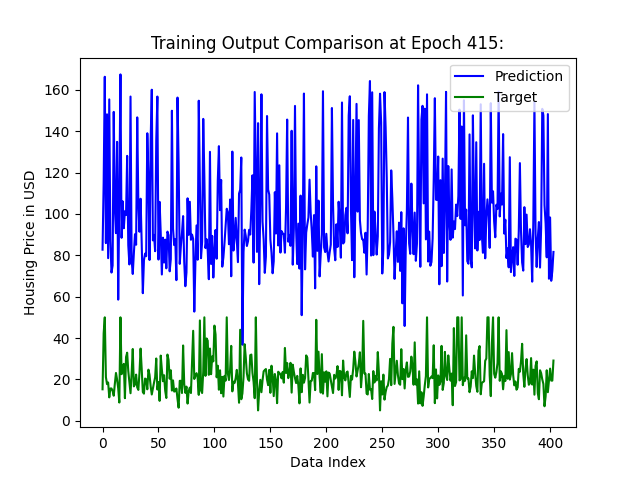 Training Output Comparison at Epoch 415:
Prediction
Target
Housing Price in USD
160
140
120
100
80
60
40
20
0
0 50 100 150 200 250 300 350 400
Data Index